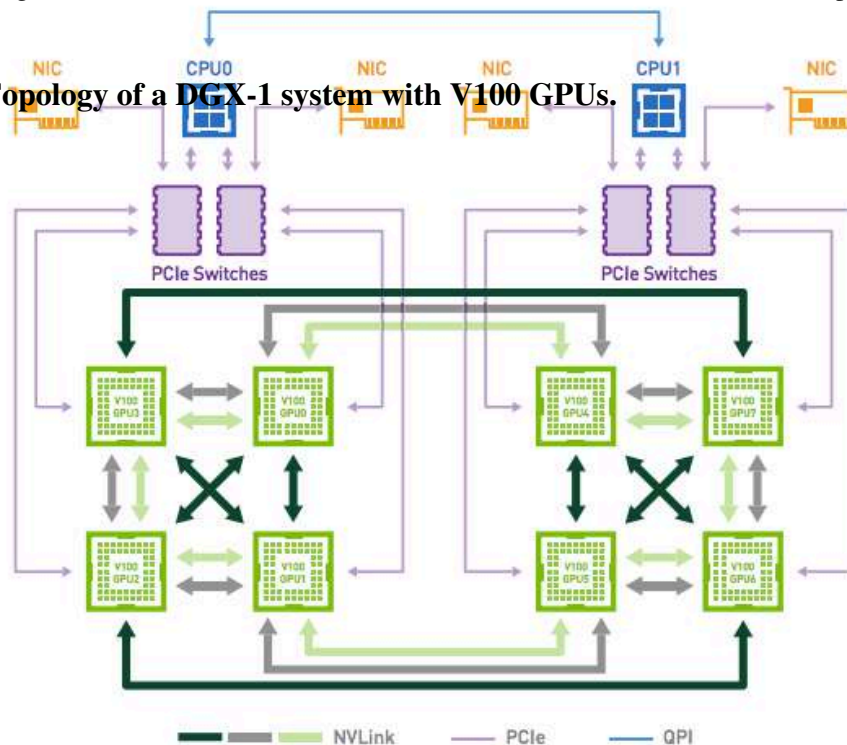 NIC CPU0 NIC NIC CPU1 NIC
Topology of a DGX-1 system with V100 GPUs.
PCIe Switches PCIe Switches
V100 GPU3 V100 GPU0 V100 GPU4 V100 GPU7
V100 GPU2 V100 GPU1 V100 GPU5 V100 GPU6
NVLink PCIe QPI